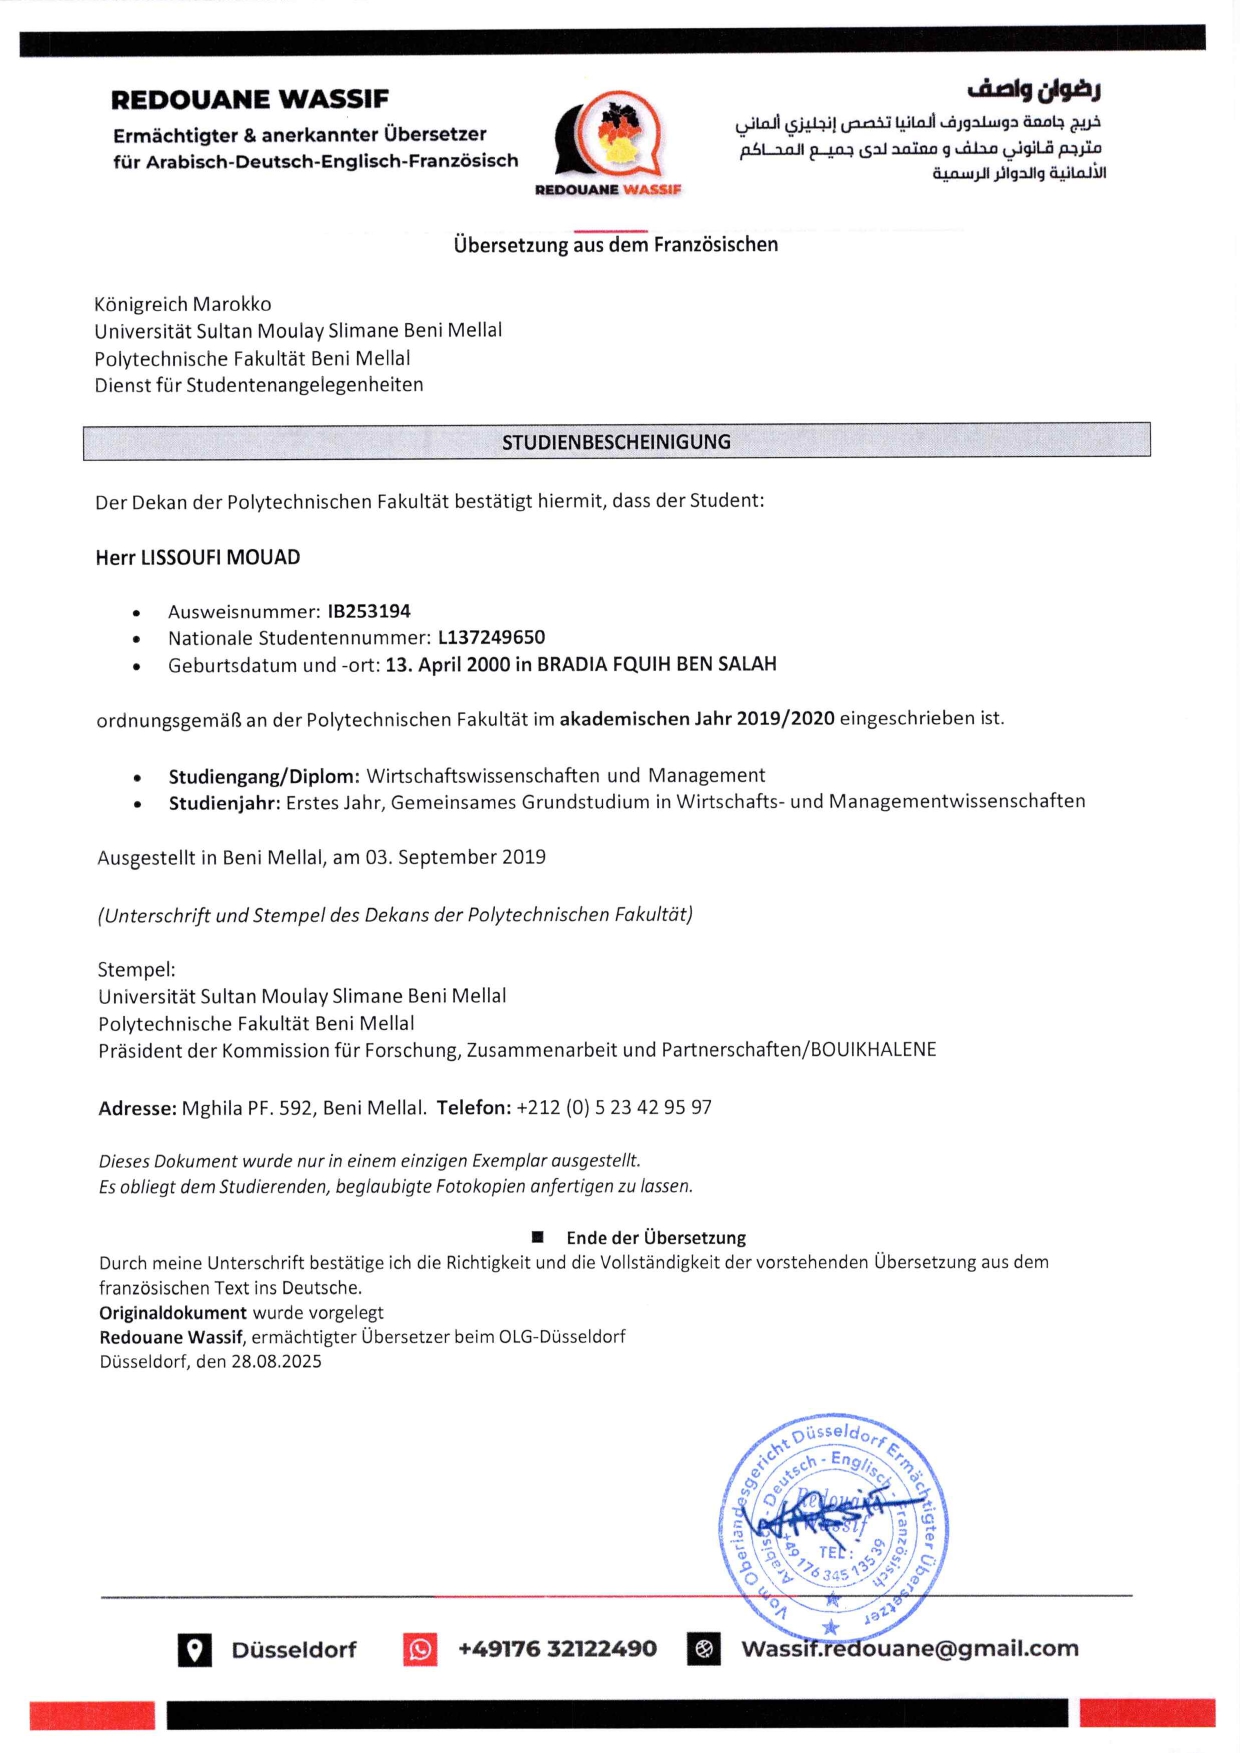 REDOUANE WASSIF
Ermächtigter & anerkannter Übersetzer
für Arabisch-Deutsch-Englisch-Französisch
REDOUANE WASSIF
رضوان واصف
خريج جامعة دوسلدورف ألمانيا تخصص إنجليزي ألماني
مترجم قانوني محلف و معتمد لدى جميع المحاكم
الألمانية والدوائر الرسمية
Übersetzung aus dem Französischen
Königreich Marokko
Universität Sultan Moulay Slimane Beni Mellal
Polytechnische Fakultät Beni Mellal
Dienst für Studentenangelegenheiten
STUDIENBESCHEINIGUNG
Der Dekan der Polytechnischen Fakultät bestätigt hiermit, dass der Student:
Herr LISSOUFI MOUAD
• Ausweisnummer: IB253194
• Nationale Studentennummer: L137249650
• Geburtsdatum und -ort: 13. April 2000 in BRADIA FQUIH BEN SALAH
ordnungsgemäß an der Polytechnischen Fakultät im akademischen Jahr 2019/2020 eingeschrieben ist.
• Studiengang/Diplom: Wirtschaftswissenschaften und Management
• Studienjahr: Erstes Jahr, Gemeinsames Grundstudium in Wirtschafts- und Managementwissenschaften
Ausgestellt in Beni Mellal, am 03. September 2019
(Unterschrift und Stempel des Dekans der Polytechnischen Fakultät)
Stempel:
Universität Sultan Moulay Slimane Beni Mellal
Polytechnische Fakultät Beni Mellal
Präsident der Kommission für Forschung, Zusammenarbeit und Partnerschaften/BOUIKHALENE
Adresse: Mghila PF. 592, Beni Mellal. Telefon: +212 (0) 5 23 42 95 97
Dieses Dokument wurde nur in einem einzigen Exemplar ausgestellt.
Es obliegt dem Studierenden, beglaubigte Fotokopien anfertigen zu lassen.
■ Ende der Übersetzung
Durch meine Unterschrift bestätige ich die Richtigkeit und die Vollständigkeit der vorstehenden Übersetzung aus dem
französischen Text ins Deutsche.
Originaldokument wurde vorgelegt
Redouane Wassif, ermächtigter Übersetzer beim OLG-Düsseldorf
Düsseldorf, den 28.08.2025
Vom Oberlandesgericht Düsseldorf Ermächtigter Übersetzer
Arabisch - Deutsch - Englisch - Französisch
Redouane
Wassif
TEL:
+49 176 345 135 39
Düsseldorf
+49176 32122490
Wassif.redouane@gmail.com